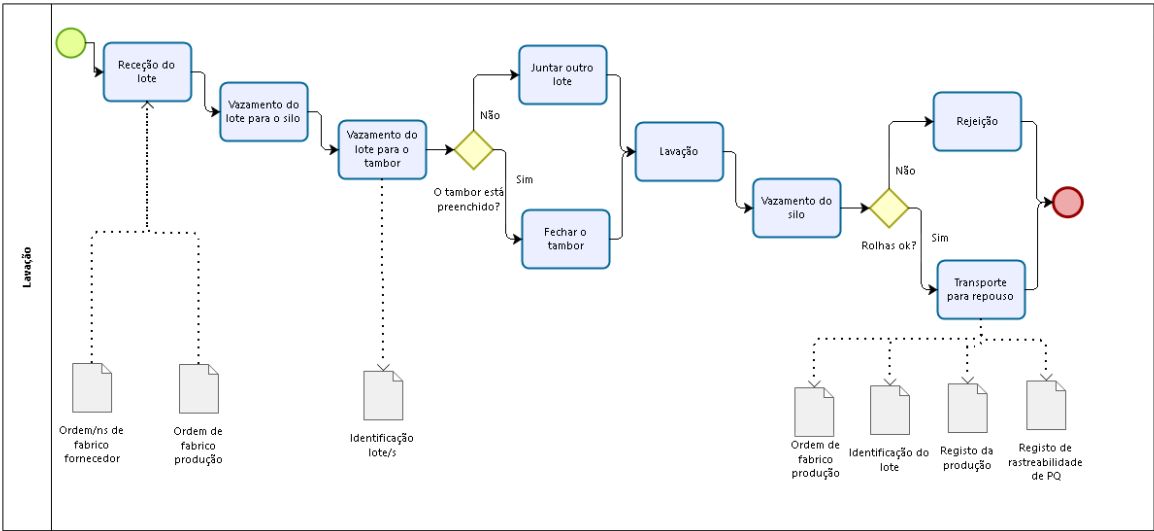 Lavação
Receção do
lote
Vazamento do
lote para o silo
Vazamento do
lote para o
tambor
O tambor está
preenchido?
Não
Sim
Juntar outro
lote
Fechar o
tambor
Lavação
Vazamento do
silo
Rolhas ok?
Não
Sim
Rejeição
Transporte
para repouso
Ordem/ns de
fabrico
fornecedor
Ordem de
fabrico
produção
Identificação
lote/s
Ordem de
fabrico
produção
Identificação do
lote
Registo da
produção
Registo de
rastreabilidade
de PQ